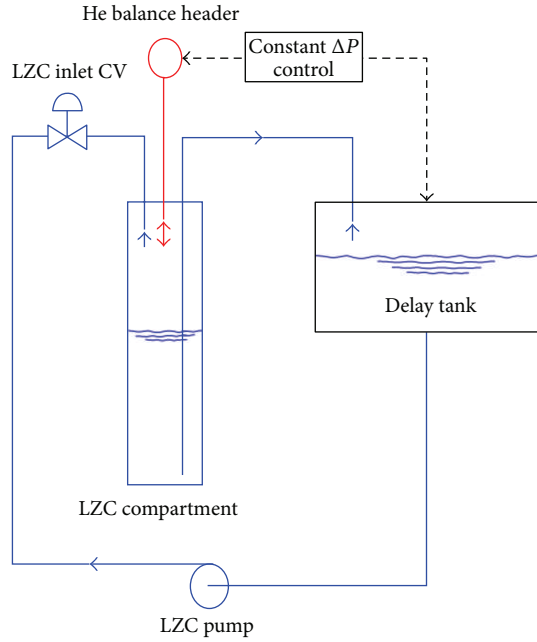 He balance header
LZC inlet CV
Constant ΔP
control
Delay tank
LZC compartment
LZC pump